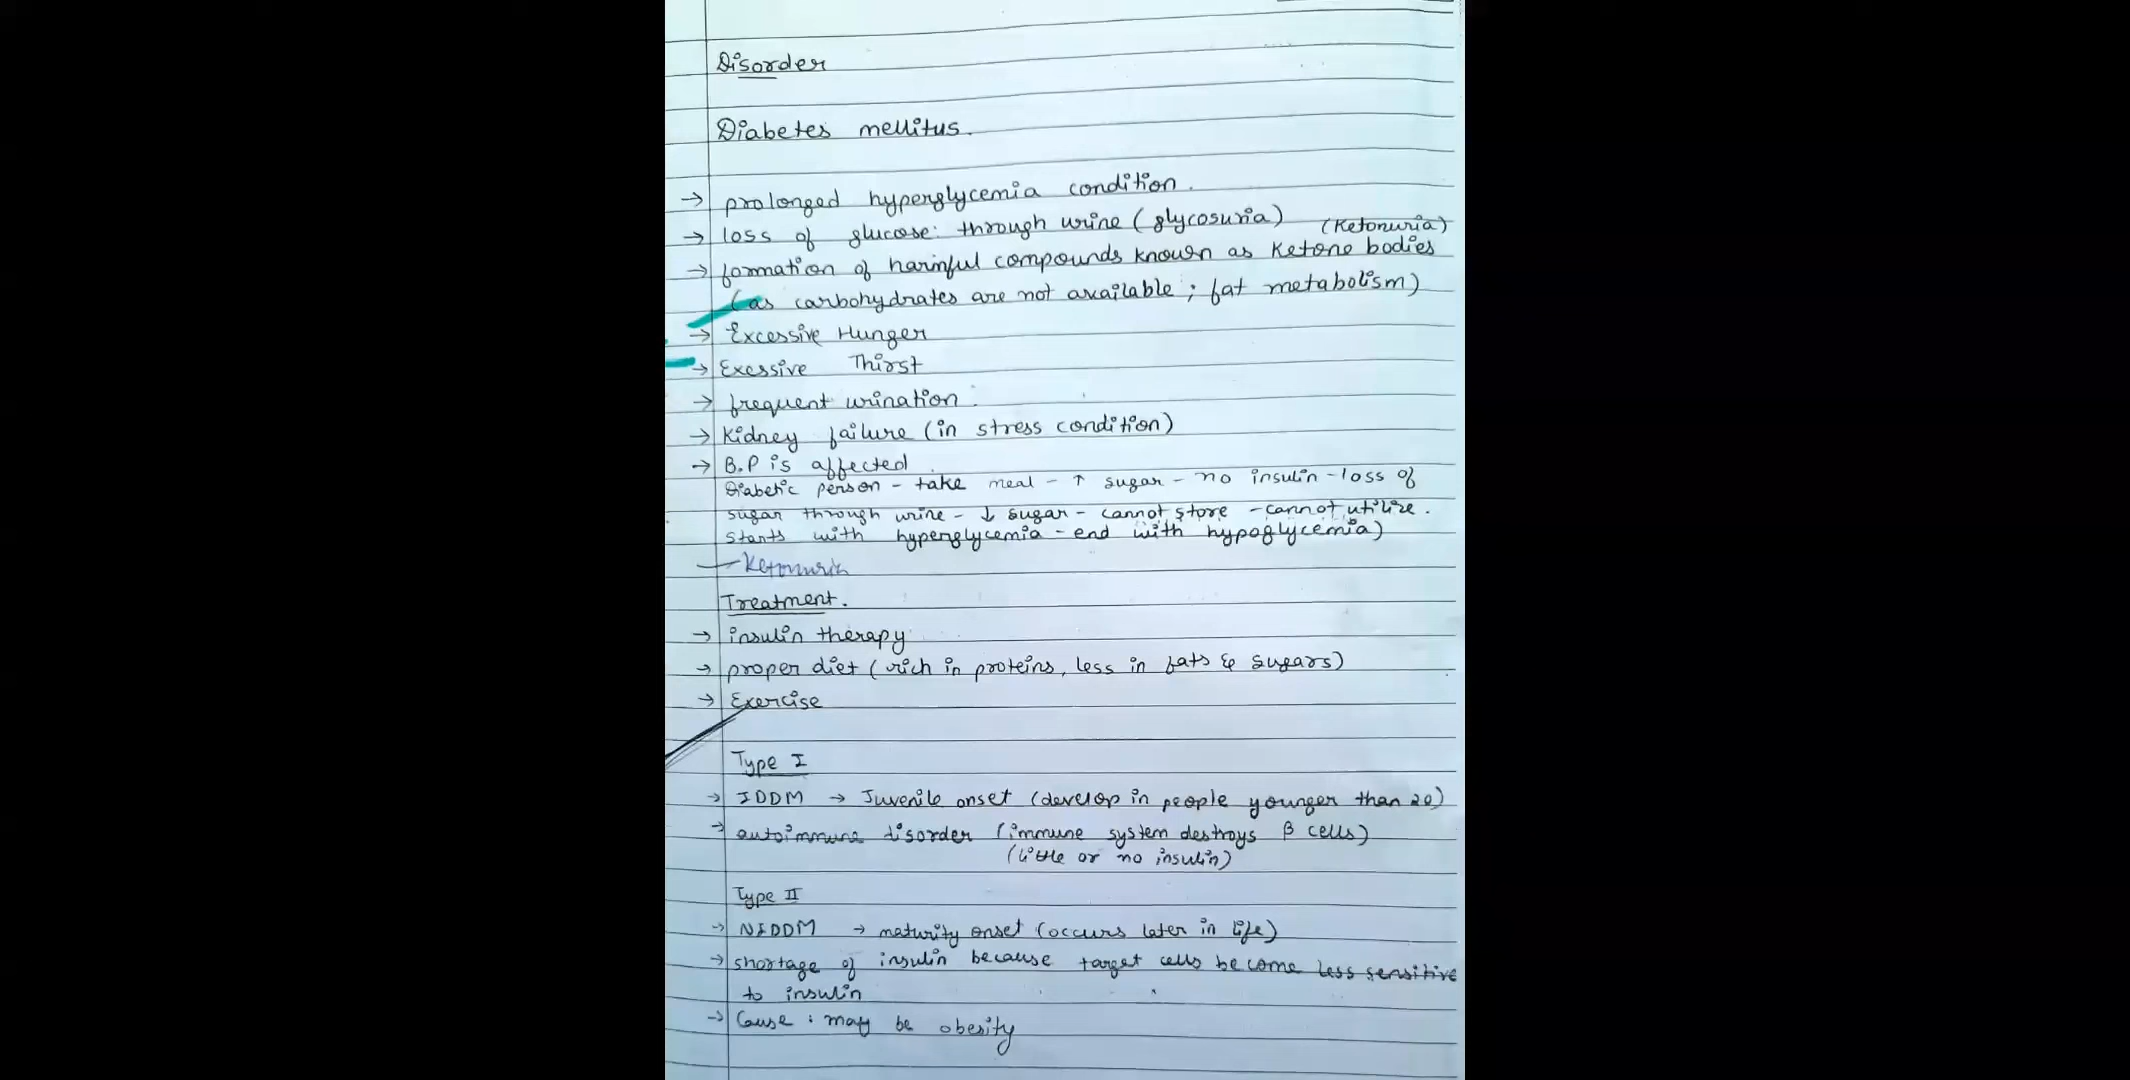 Disorder
Diabetes mellitus.
→ prolonged hyperglycemia condition.
→ loss of glucose: through urine (glycosuria) (Ketonuria)
→ formation of harmful compounds known as Ketone bodies
(as carbohydrates are not available ; fat metabolism)
→ Excessive Hunger
→ Exessive Thirst
→ frequent urination.
→ Kidney failure (in stress condition)
→ B.P is affected
Diabetic person - take meal - ↑ sugar - no insulin - loss of
sugar through urine - ↓ sugar - cannot store - cannot utilize.
starts with hyperglycemia - end with hypoglycemia)
— Ketonuria
Treatment.
→ insulin therapy
→ proper diet (rich in proteins, less in fats & sugars)
→ Exercise
Type I
→ IDDM → Juvenile onset (develop in people younger than 20)
→ autoimmune disorder (immune system destroys β cells)
(little or no insulin)
Type II
→ NIDDM → maturity onset (occurs later in life)
→ shortage of insulin because target cells become less sensitive
to insulin
→ Cause : may be obesity